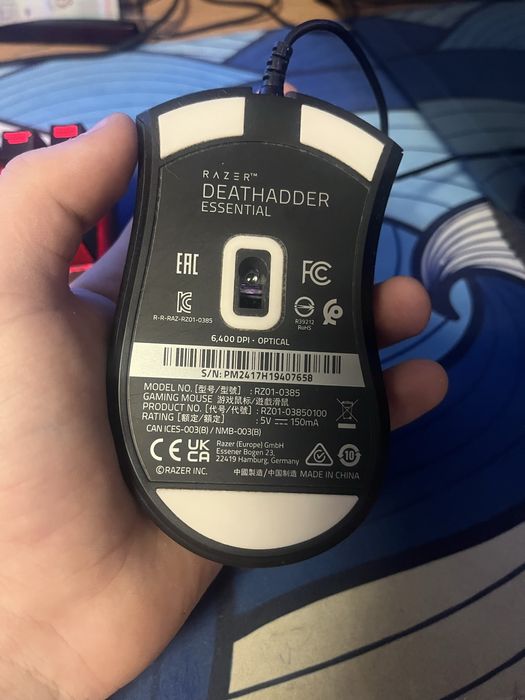 RAZER™
DEATHADDER
ESSENTIAL
EAC
FC
KC
R-R-RAZ-RZ01-0385
R39212
RoHS
6,400 DPI · OPTICAL
S/N: PM2417H19407658
MODEL NO. [型号/型號] : RZ01-0385
GAMING MOUSE 游戏鼠标/遊戲滑鼠
PRODUCT NO. [代号/代號] : RZ01-03850100
RATING [额定/額定] : 5V⎓ 150mA
CAN ICES-003(B) / NMB-003(B)
CE UKCA
Razer (Europe) GmbH
Essener Bogen 23,
22419 Hamburg, Germany
10
©RAZER INC.
中國製造/中国制造 MADE IN CHINA